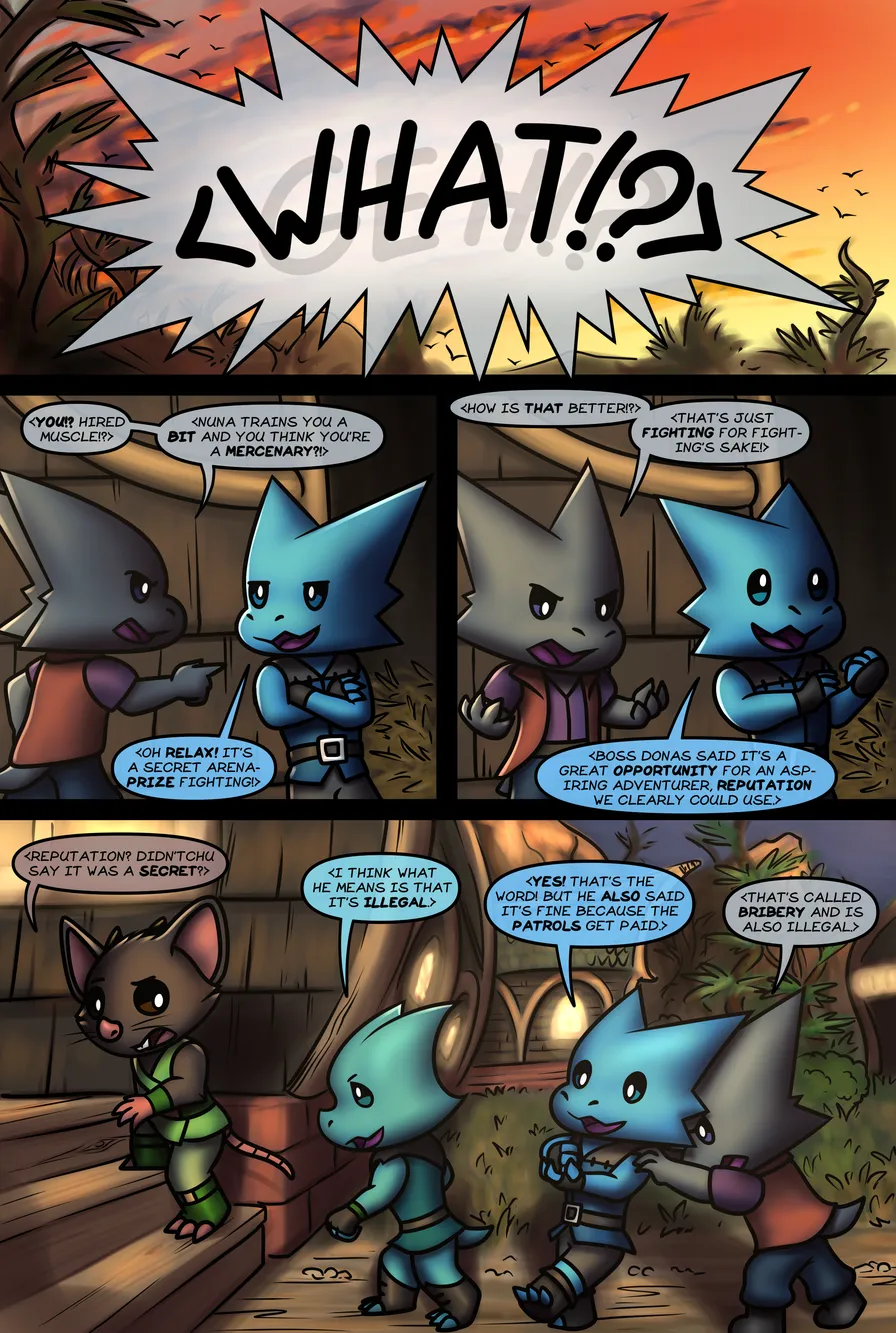 <WHAT!?>
GEH!!
<YOU!? HIRED
MUSCLE!?>
<NUNA TRAINS YOU A
BIT AND YOU THINK YOU'RE
A MERCENARY?!>
<OH RELAX! IT'S
A SECRET ARENA-
PRIZE FIGHTING!>
<HOW IS THAT BETTER!?>
<THAT'S JUST
FIGHTING FOR FIGHT-
ING'S SAKE!>
<BOSS DONAS SAID IT'S A
GREAT OPPORTUNITY FOR AN ASP-
IRING ADVENTURER, REPUTATION
WE CLEARLY COULD USE.>
<REPUTATION? DIDN'TCHU
SAY IT WAS A SECRET?>
<I THINK WHAT
HE MEANS IS THAT
IT'S ILLEGAL.>
<YES! THAT'S THE
WORD! BUT HE ALSO SAID
IT'S FINE BECAUSE THE
PATROLS GET PAID.>
<THAT'S CALLED
BRIBERY AND IS
ALSO ILLEGAL.>